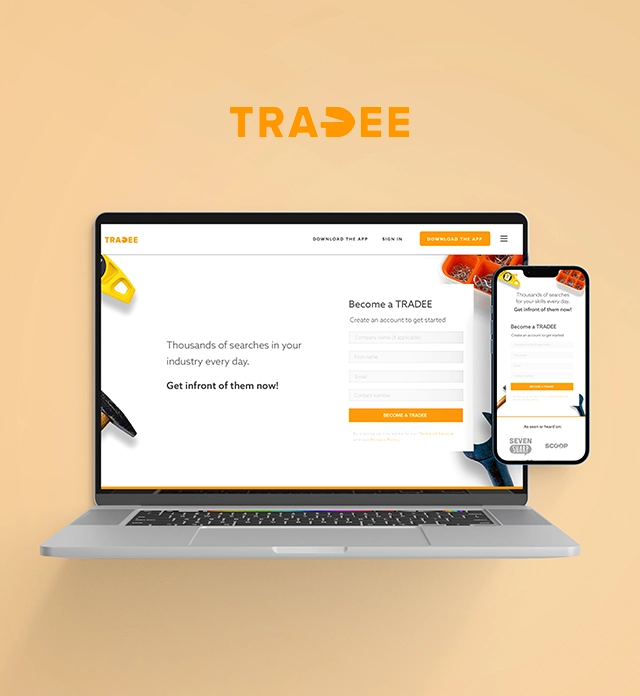 TRADEE
TRADEE
DOWNLOAD THE APP
SIGN IN
DOWNLOAD THE APP
Thousands of searches in your
industry every day.
Get infront of them now!
Become a TRADEE
Create an account to get started
Company name (if applicable)
First name
Email
Contact number
BECOME A TRADEE
Thousands of searches
for your skills every day.
Get infront of them now!
Become a TRADEE
Create an account to get started
BECOME A TRADEE
As seen or heard on:
SEVEN
SHARP
SCOOP